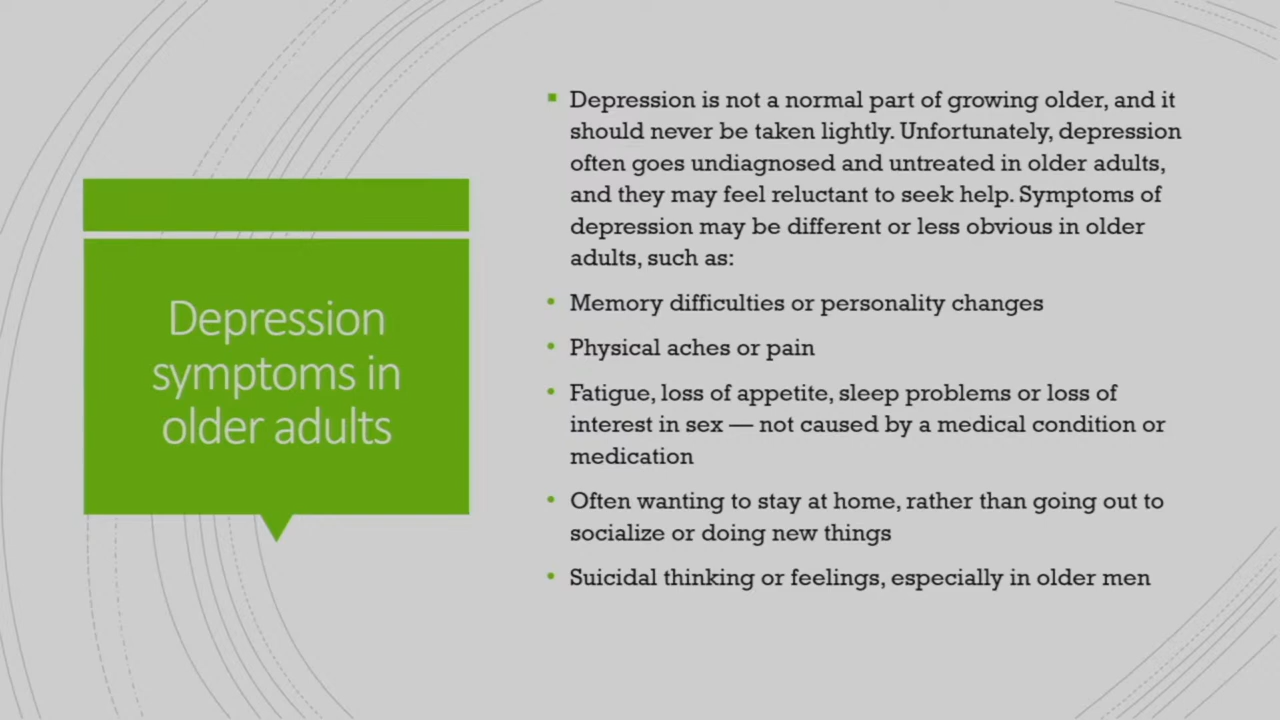 Depression
symptoms in
older adults
Depression is not a normal part of growing older, and it
should never be taken lightly. Unfortunately, depression
often goes undiagnosed and untreated in older adults,
and they may feel reluctant to seek help. Symptoms of
depression may be different or less obvious in older
adults, such as:
Memory difficulties or personality changes
Physical aches or pain
Fatigue, loss of appetite, sleep problems or loss of
interest in sex — not caused by a medical condition or
medication
Often wanting to stay at home, rather than going out to
socialize or doing new things
Suicidal thinking or feelings, especially in older men